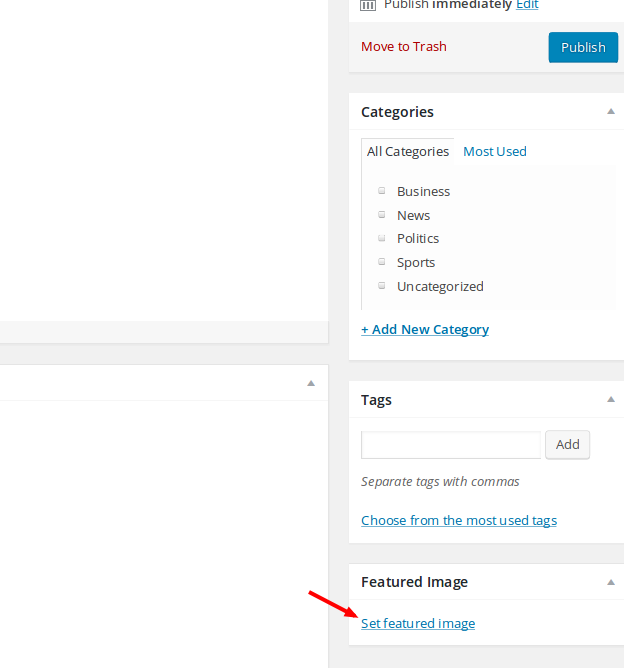 Publish immediately Edit
Move to Trash
Publish
Categories
All Categories Most Used
Business
News
Politics
Sports
Uncategorized
+ Add New Category
Tags
Add
Separate tags with commas
Choose from the most used tags
Featured Image
Set featured image